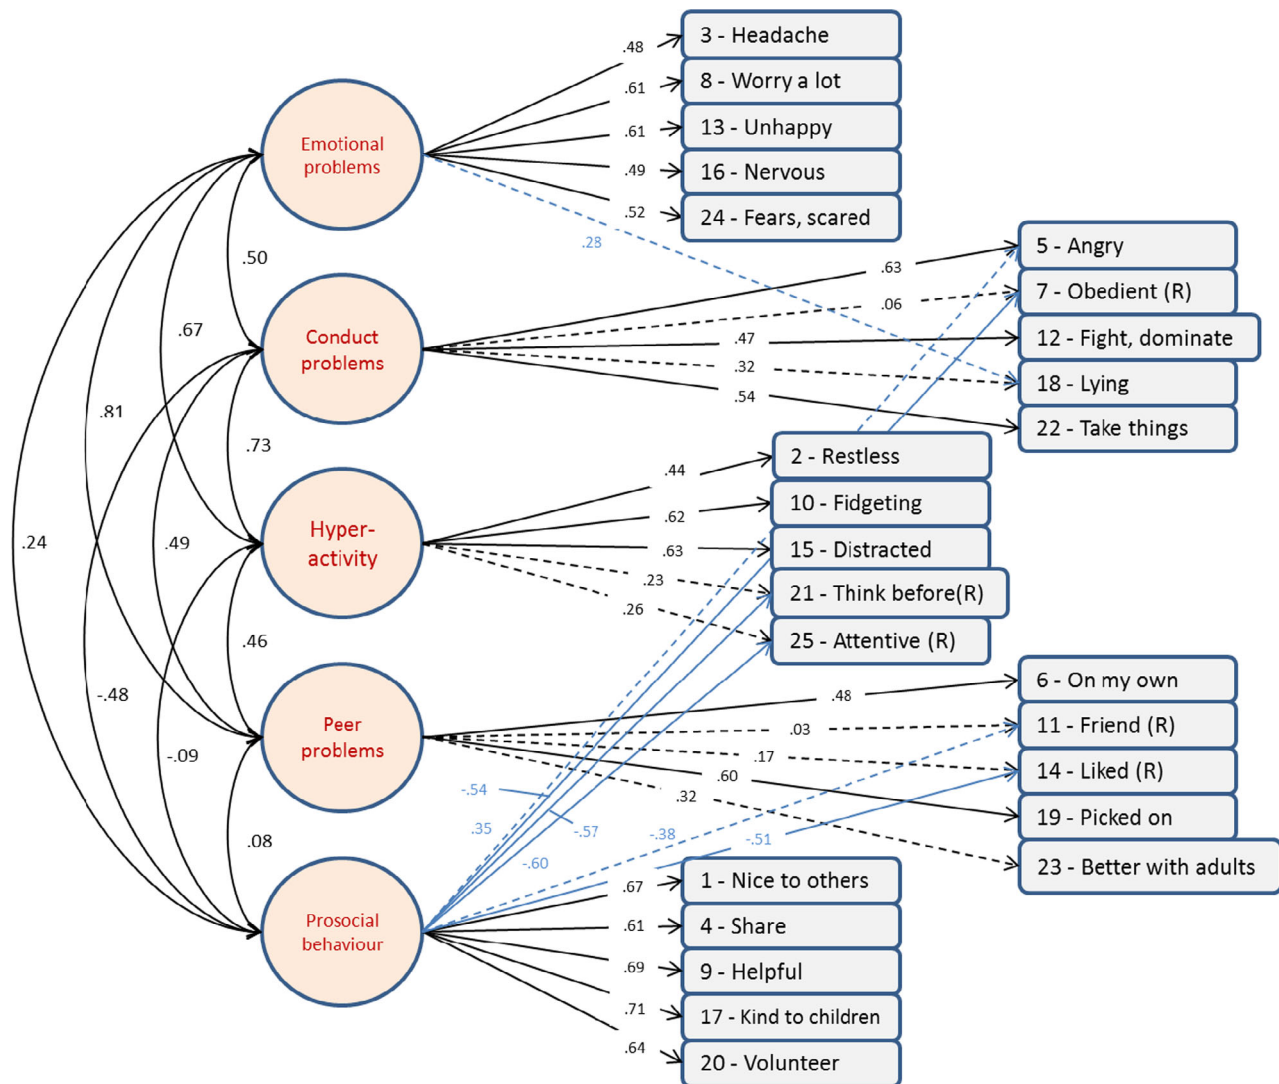 3 - Headache
.48
8 - Worry a lot
.61
13 - Unhappy
.61
16 - Nervous
.49
24 - Fears, scared
.52
Emotional
problems
.28
.50
5 - Angry
.63
7 - Obedient (R)
.06
12 - Fight, dominate
.47
18 - Lying
.32
22 - Take things
.54
Conduct
problems
.67
.81
.73
2 - Restless
.44
10 - Fidgeting
.62
15 - Distracted
.63
21 - Think before(R)
.23
25 - Attentive (R)
.26
Hyper-
activity
.24
.49
.46
6 - On my own
.48
11 - Friend (R)
.03
14 - Liked (R)
.17
19 - Picked on
.60
23 - Better with adults
.32
Peer
problems
-.48
-.09
.08
-.54
.35
-.57
-.60
-.38
-.51
Prosocial
behaviour
1 - Nice to others
.67
4 - Share
.61
9 - Helpful
.69
17 - Kind to children
.71
20 - Volunteer
.64